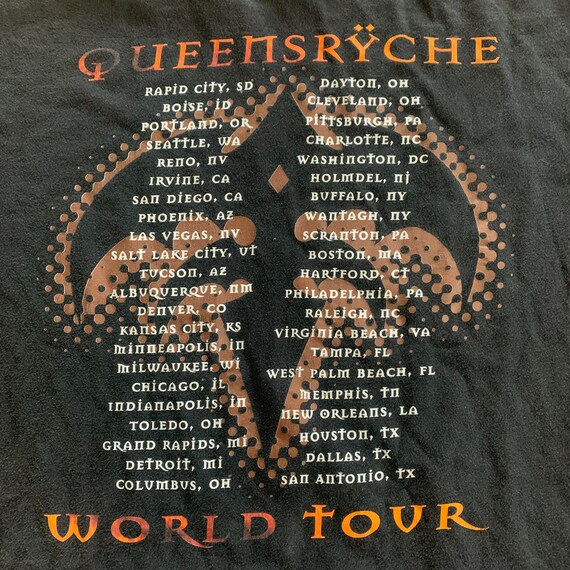 QUEENSRŸCHE
RAPID CITY, SD
BOISE, ID
PORTLAND, OR
SEATTLE, WA
RENO, NV
IRVINE, CA
SAN DIEGO, CA
PHOENIX, AZ
LAS VEGAS, NV
SALT LAKE CITY, UT
TUCSON, AZ
ALBUQUERQUE, NM
DENVER, CO
KANSAS CITY, KS
MINNEAPOLIS, IN
MILWAUKEE, WI
CHICAGO, IL
INDIANAPOLIS, IN
TOLEDO, OH
GRAND RAPIDS, MI
DETROIT, MI
COLUMBUS, OH
DAYTON, OH
CLEVELAND, OH
PITTSBURGH, PA
CHARLOTTE, NC
WASHINGTON, DC
HOLMDEL, NJ
BUFFALO, NY
WANTAGH, NY
SCRANTON, PA
BOSTON, MA
HARTFORD, CT
PHILADELPHIA, PA
RALEIGH, NC
VIRGINIA BEACH, VA
TAMPA, FL
WEST PALM BEACH, FL
MEMPHIS, TN
NEW ORLEANS, LA
HOUSTON, TX
DALLAS, TX
SAN ANTONIO, TX
WORLD TOUR